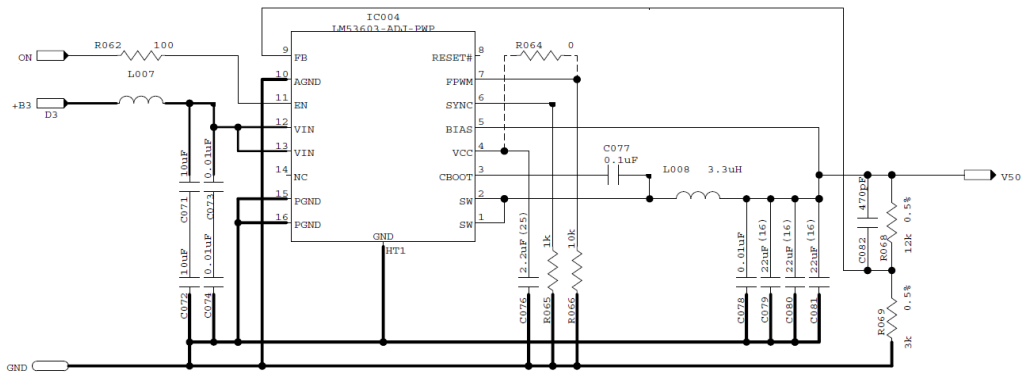 IC004
LM53603-ADJ-PWP
ON
R062 100
L007
+B3
D3
9 FB
10 AGND
11 EN
12 VIN
13 VIN
14 NC
15 PGND
16 PGND
GND
HT1
RESET# 8
FPWM 7
SYNC 6
BIAS 5
VCC 4
CBOOT 3
SW 2
SW 1
R064 0
C077
0.1uF
L008 3.3uH
V50
C071 10uF
C073 0.01uF
C072 10uF
C074 0.01uF
C076 2.2uF(25)
R065 1k
R066 10k
C078 0.01uF
C079 22uF(16)
C080 22uF(16)
C081 22uF(16)
C082 470pF
R068 12k 0.5%
R069 3k 0.5%
GND